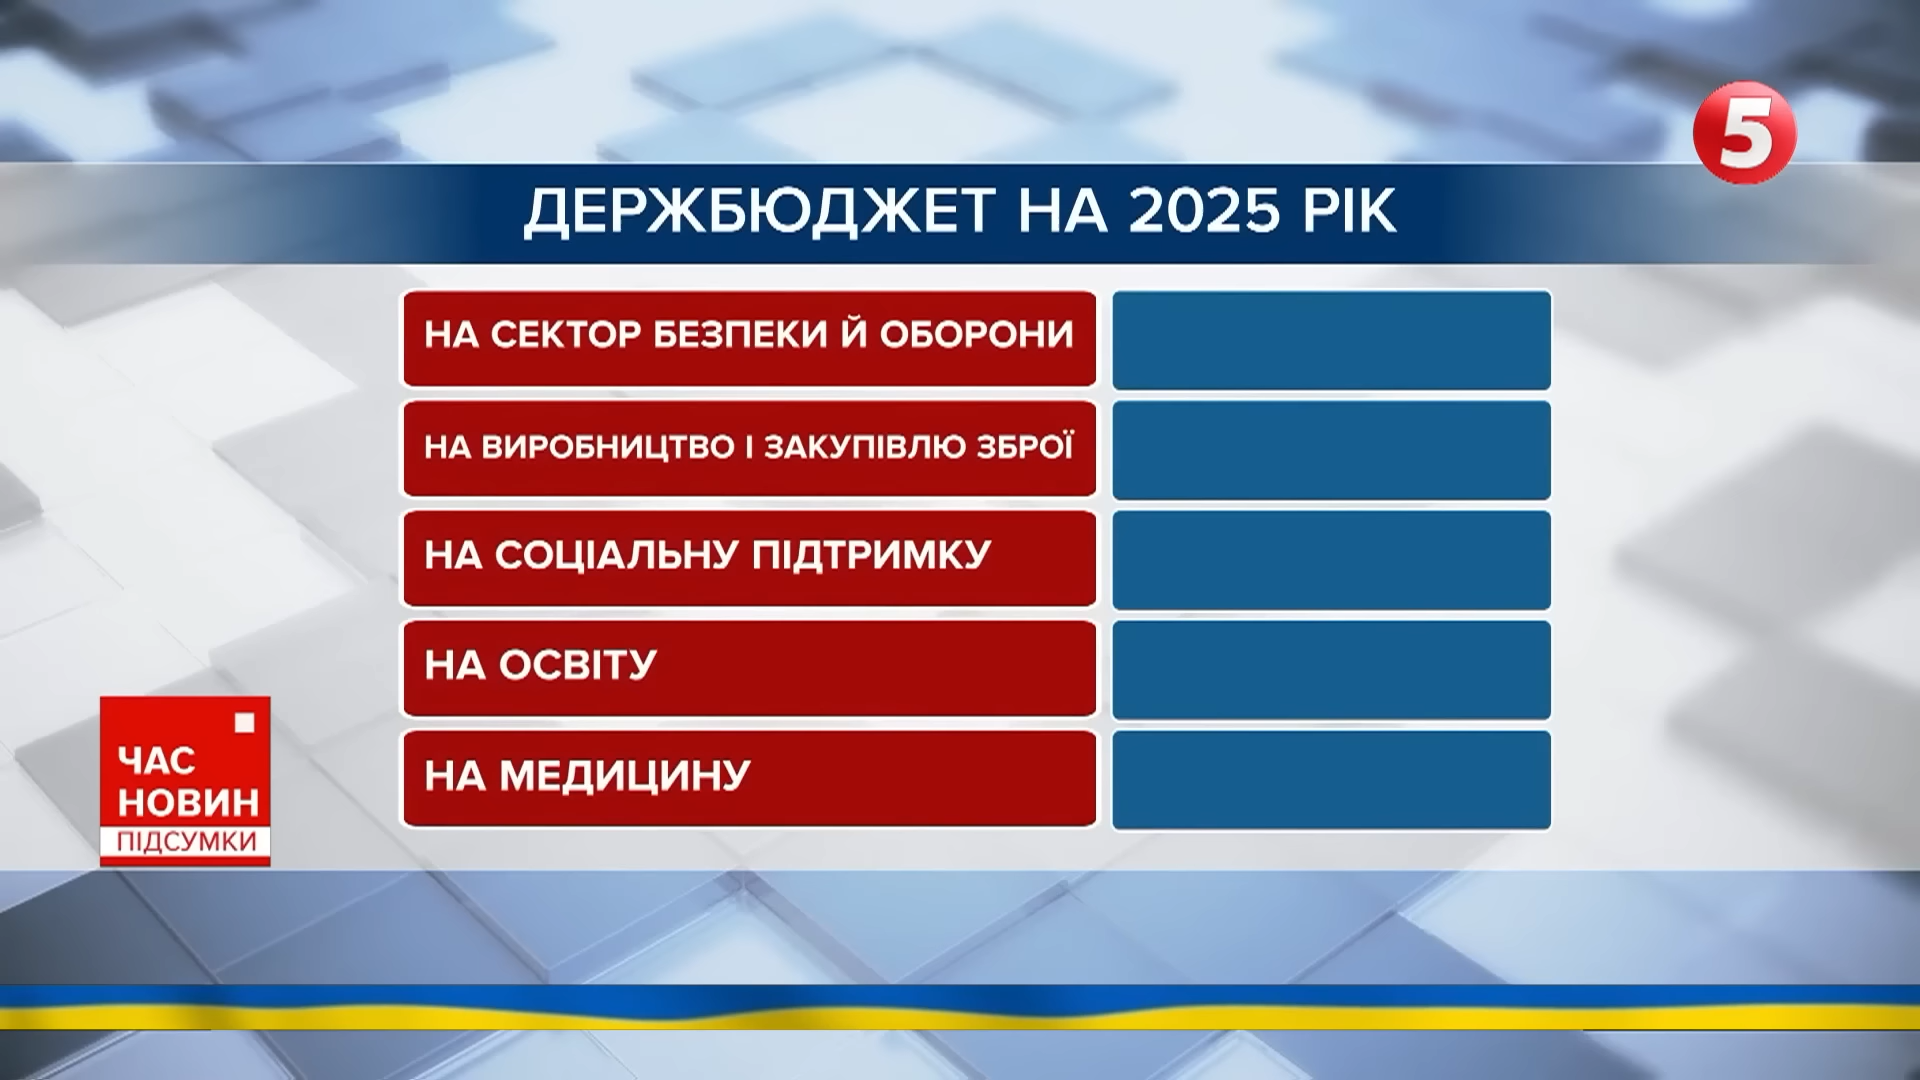 5
ДЕРЖБЮДЖЕТ НА 2025 РІК
НА СЕКТОР БЕЗПЕКИ Й ОБОРОНИ
НА ВИРОБНИЦТВО І ЗАКУПІВЛЮ ЗБРОЇ
НА СОЦІАЛЬНУ ПІДТРИМКУ
НА ОСВІТУ
НА МЕДИЦИНУ
ЧАС
НОВИН
ПІДСУМКИ